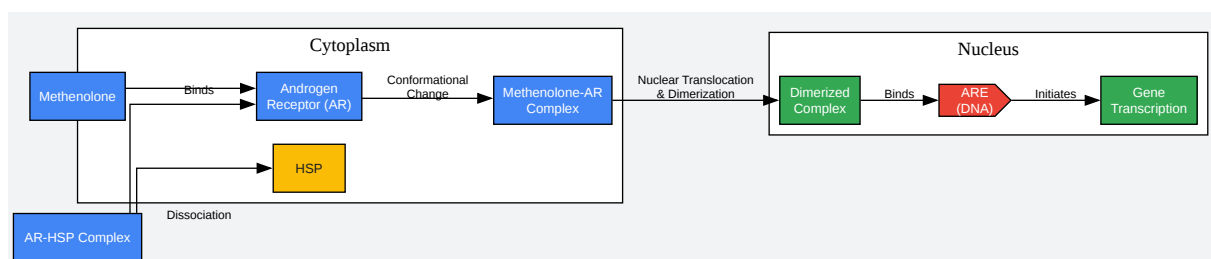 Cytoplasm
Nucleus
Methenolone
Binds
Androgen
Receptor (AR)
Conformational
Change
Methenolone-AR
Complex
Nuclear Translocation
& Dimerization
Dimerized
Complex
Binds
ARE
(DNA)
Initiates
Gene
Transcription
HSP
Dissociation
AR-HSP Complex